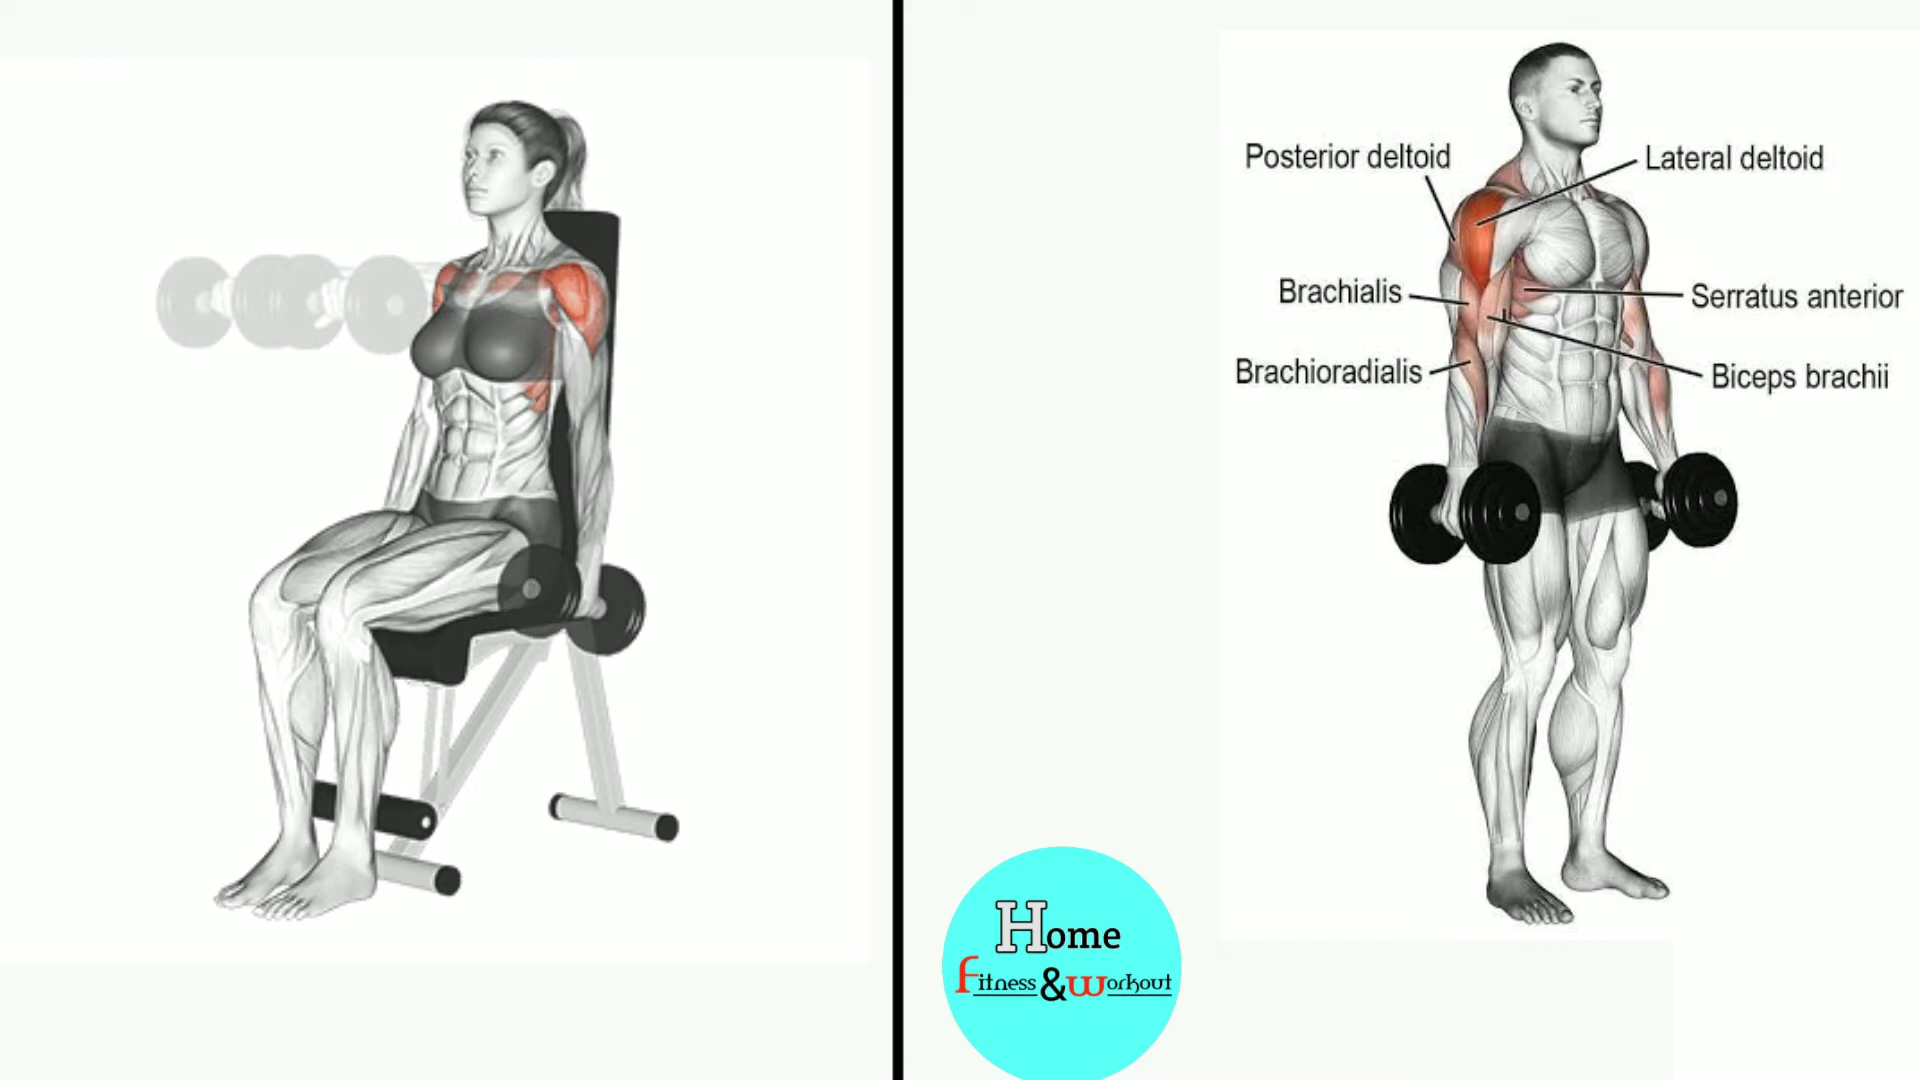 Posterior deltoid
Lateral deltoid
Brachialis
Serratus anterior
Brachioradialis
Biceps brachii
Home
Fitness&Workout